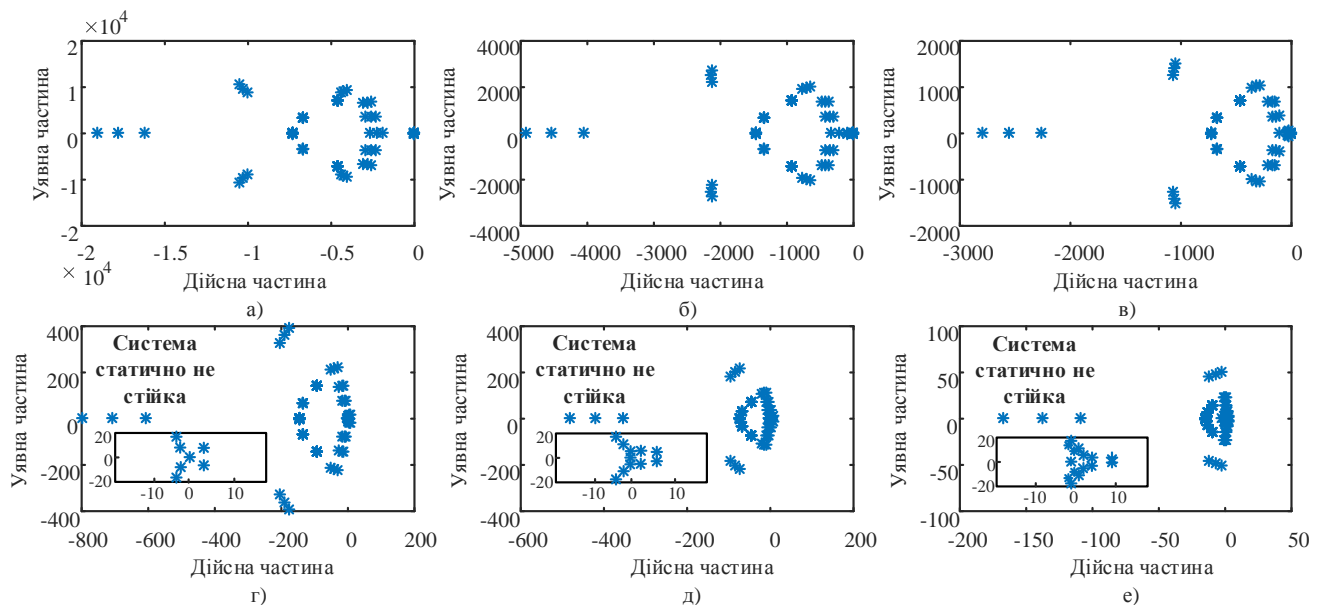 ×10⁴
2
1
0
-1
-2
Уявна частина
-2 -1.5 -1 -0.5 0
× 10⁴
Дійсна частина
а)
4000
2000
0
-2000
-4000
Уявна частина
-5000 -4000 -3000 -2000 -1000 0
Дійсна частина
б)
2000
1000
0
-1000
-2000
Уявна частина
-3000 -2000 -1000 0
Дійсна частина
в)
400
200
0
-200
-400
Уявна частина
Система
статично не
стійка
20
0
-20
-10 0 10
-800 -600 -400 -200 0 200
Дійсна частина
г)
400
200
0
-200
-400
Уявна частина
Система
статично не
стійка
20
0
-20
-10 0 10
-600 -400 -200 0 200
Дійсна частина
д)
100
50
0
-50
-100
Уявна частина
Система
статично не
стійка
20
0
-20
-10 0 10
-200 -150 -100 -50 0 50
Дійсна частина
е)